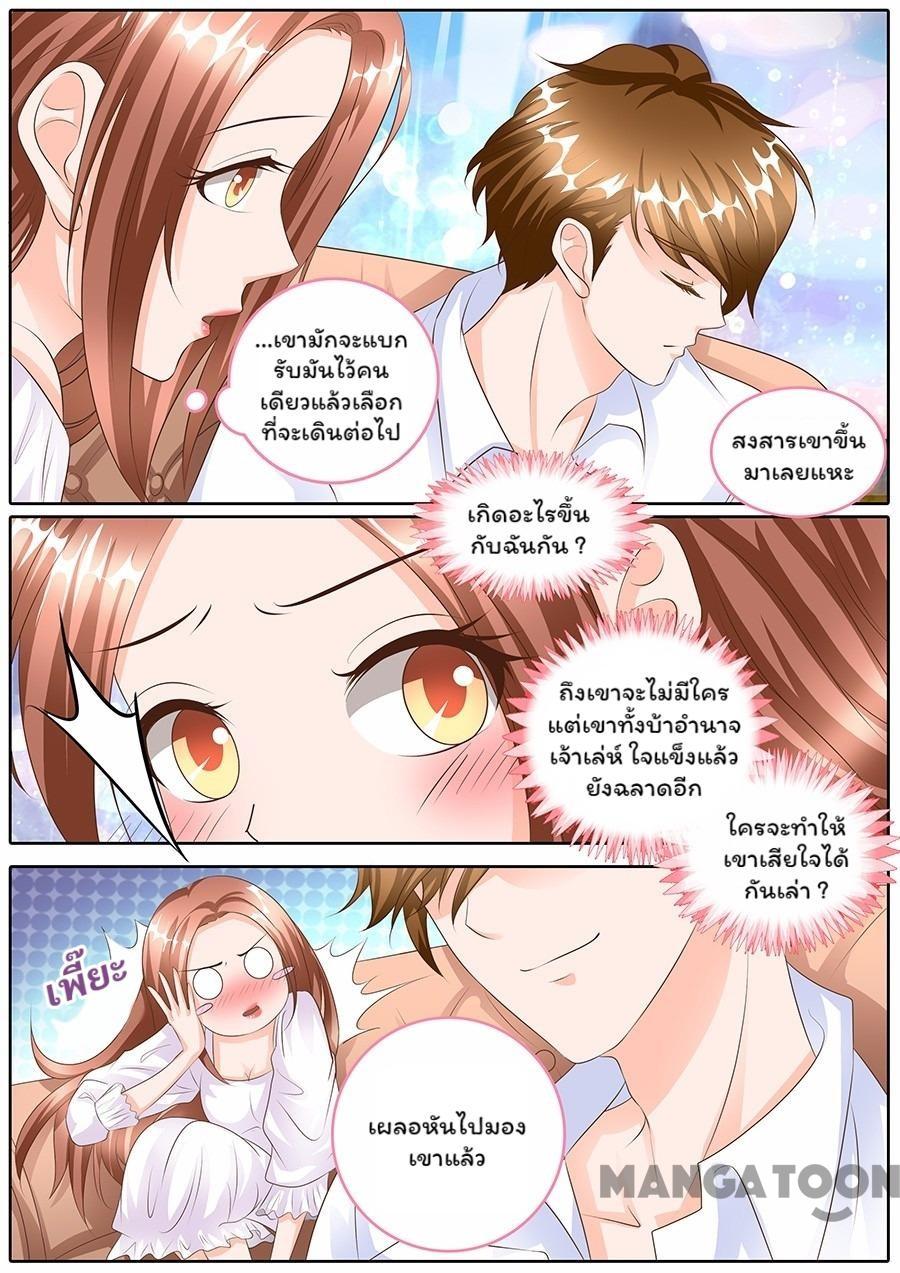 ...เขามักจะแบก
รับมันไว้คน
เดียวแล้วเลือก
ที่จะเดินต่อไป
สงสารเขาขึ้น
มาเลยแหะ
เกิดอะไรขึ้น
กับฉันกัน ?
ถึงเขาจะไม่มีใคร
แต่เขาทั้งบ้าอำนาจ
เจ้าเล่ห์ ใจแข็งแล้ว
ยังฉลาดอีก
ใครจะทำให้
เขาเสียใจได้
กันเล่า ?
เพี๊ยะ
เผลอหันไปมอง
เขาแล้ว
MANGATOON